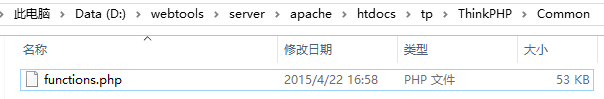 此电脑 > Data (D:) > webtools > server > apache > htdocs > tp > ThinkPHP > Common
名称 修改日期 类型 大小
functions.php 2015/4/22 16:58 PHP 文件 53 KB